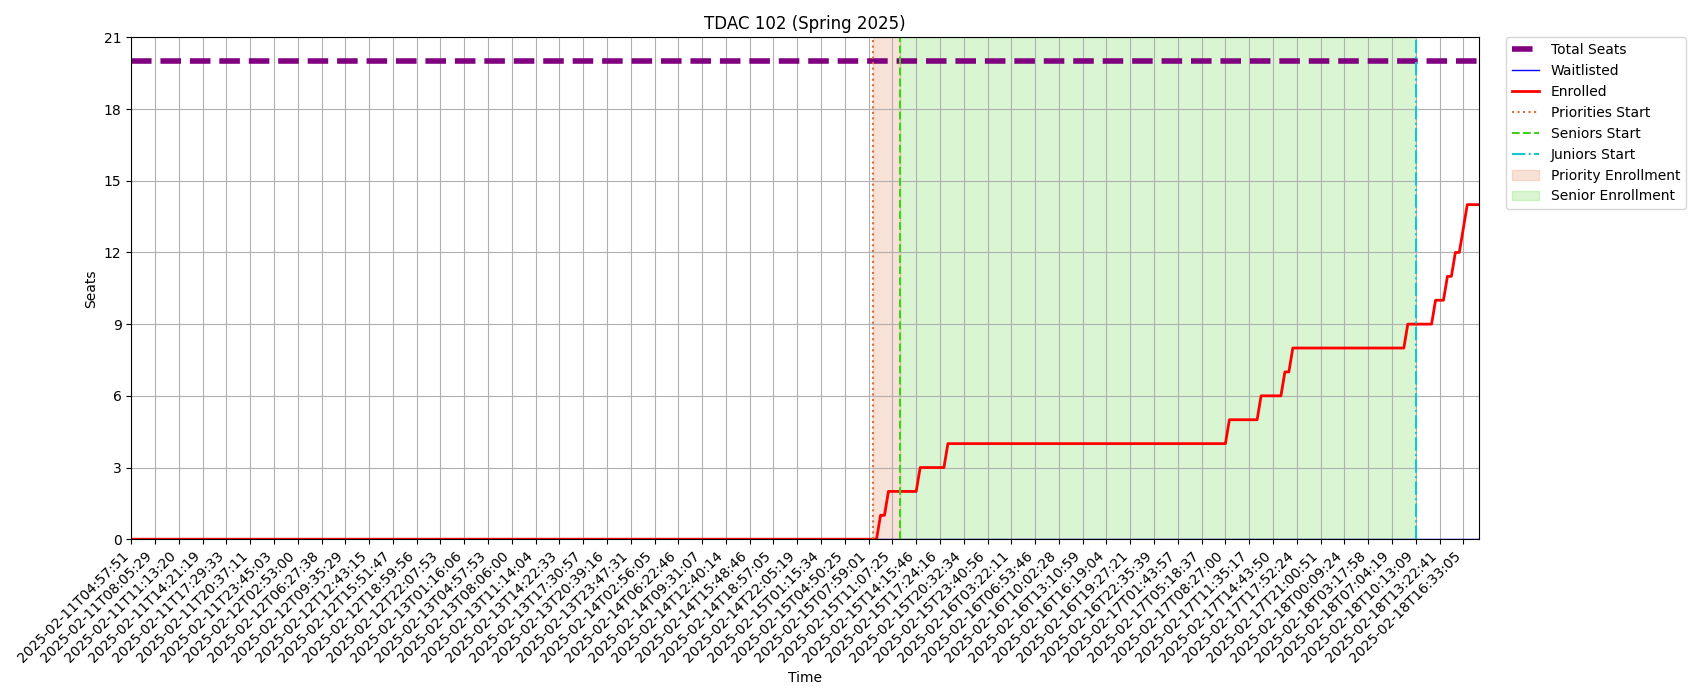 TDAC 102 (Spring 2025)
21
18
15
12
9
6
3
0
Seats
Total Seats
Waitlisted
Enrolled
Priorities Start
Seniors Start
Juniors Start
Priority Enrollment
Senior Enrollment
2025-02-11T04:57:51
2025-02-11T08:05:29
2025-02-11T11:13:20
2025-02-11T14:21:19
2025-02-11T17:29:33
2025-02-11T20:37:11
2025-02-11T23:45:03
2025-02-12T02:53:00
2025-02-12T06:27:38
2025-02-12T09:35:29
2025-02-12T12:43:15
2025-02-12T15:51:47
2025-02-12T18:59:56
2025-02-12T22:07:53
2025-02-13T01:16:06
2025-02-13T04:57:53
2025-02-13T08:06:00
2025-02-13T11:14:04
2025-02-13T14:22:33
2025-02-13T17:30:57
2025-02-13T20:39:16
2025-02-13T23:47:31
2025-02-14T02:56:05
2025-02-14T06:22:46
2025-02-14T09:31:07
2025-02-14T12:40:14
2025-02-14T15:48:46
2025-02-14T18:57:05
2025-02-14T22:05:19
2025-02-15T01:15:34
2025-02-15T04:50:25
2025-02-15T07:59:01
2025-02-15T11:07:25
2025-02-15T14:15:46
2025-02-15T17:24:16
2025-02-15T20:32:34
2025-02-15T23:40:56
2025-02-16T03:22:11
2025-02-16T06:53:46
2025-02-16T10:02:28
2025-02-16T13:10:59
2025-02-16T16:19:04
2025-02-16T19:27:21
2025-02-16T22:35:39
2025-02-17T01:43:57
2025-02-17T05:18:37
2025-02-17T08:27:00
2025-02-17T11:35:17
2025-02-17T14:43:50
2025-02-17T17:52:24
2025-02-17T21:00:51
2025-02-18T00:09:24
2025-02-18T03:17:58
2025-02-18T07:04:19
2025-02-18T10:13:09
2025-02-18T13:22:41
2025-02-18T16:33:05
Time